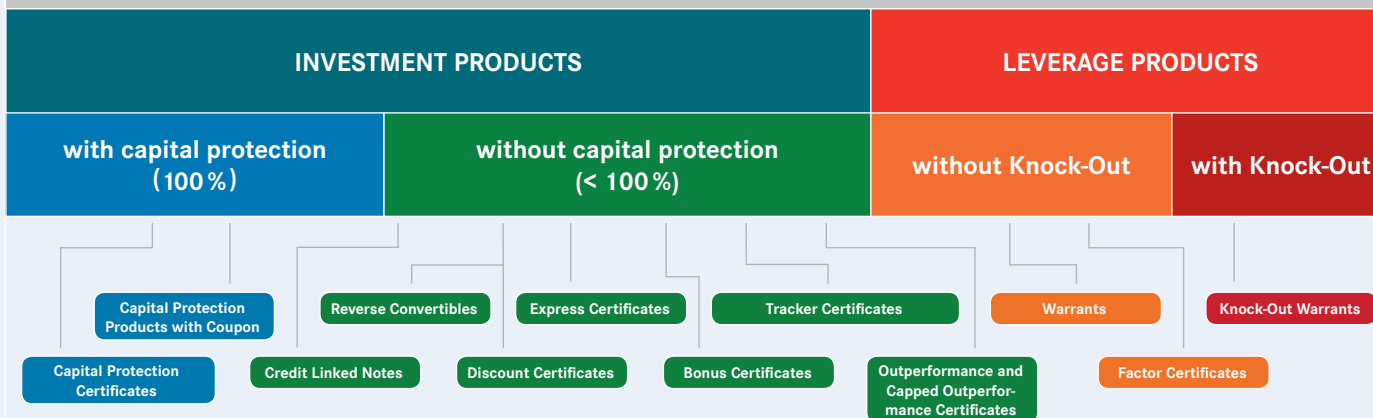 INVESTMENT PRODUCTS
LEVERAGE PRODUCTS
with capital protection
(100 %)
without capital protection
(< 100 %)
without Knock-Out
with Knock-Out
Capital Protection
Products with Coupon
Reverse Convertibles
Express Certificates
Tracker Certificates
Warrants
Knock-Out Warrants
Capital Protection
Certificates
Credit Linked Notes
Discount Certificates
Bonus Certificates
Outperformance and
Capped Outperfor-
mance Certificates
Factor Certificates